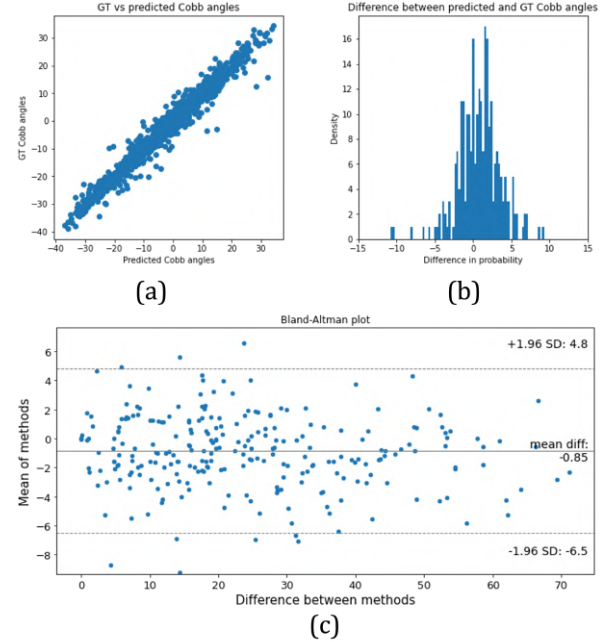 GT vs predicted Cobb angles
GT Cobb angles
30
20
10
0
−10
−20
−30
−40
−40 −30 −20 −10 0 10 20 30
Predicted Cobb angles
(a)
Difference between predicted and GT Cobb angles
Density
16
14
12
10
8
6
4
2
0
−15 −10 −5 0 5 10 15
Difference in probability
(b)
Bland-Altman plot
Mean of methods
6
4
2
0
−2
−4
−6
−8
+1.96 SD: 4.8
mean diff:
-0.85
-1.96 SD: -6.5
0 10 20 30 40 50 60 70
Difference between methods
(c)